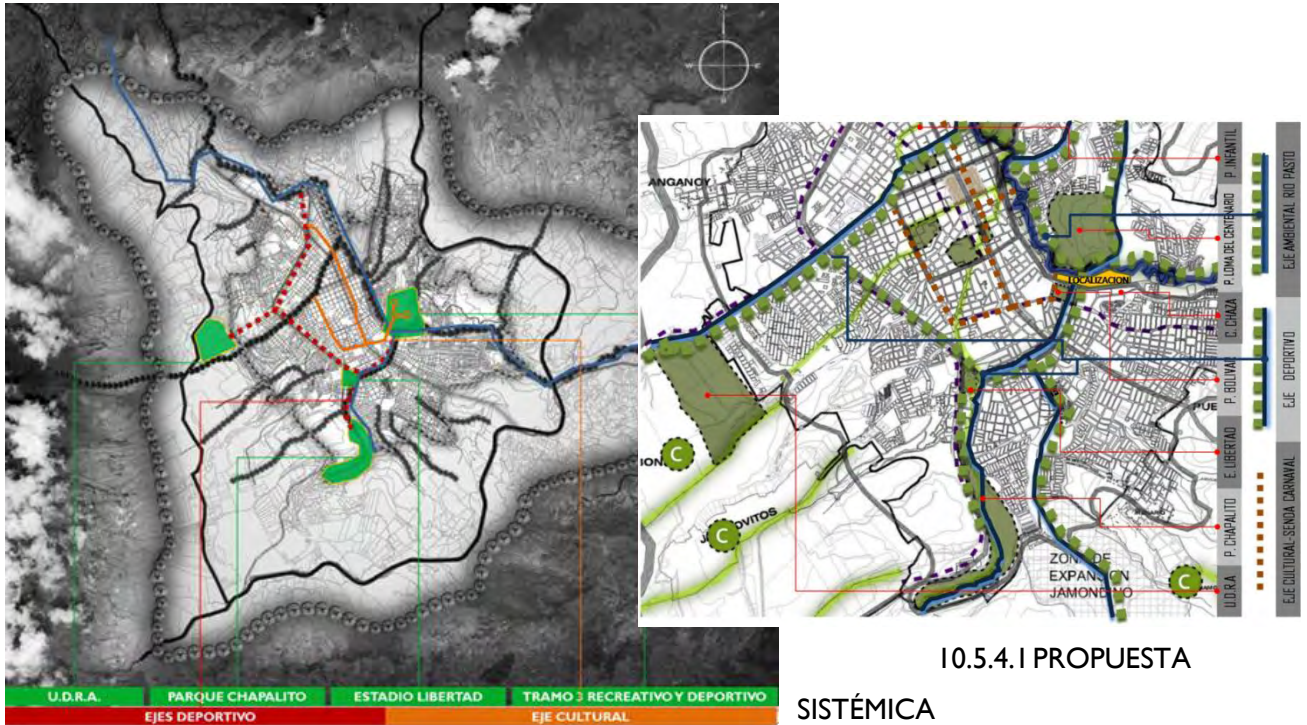 N
W
E
S
U.D.R.A.
PARQUE CHAPALITO
ESTADIO LIBERTAD
TRAMO 3 RECREATIVO Y DEPORTIVO
EJES DEPORTIVO
EJE CULTURAL
ANGANOY
LOCALIZACION
C
C
C
ZONA DE
EXPANSION
JAMONDINO
P. INFANTIL
P. LOMA DEL CENTENARIO
C. CHAZA
P. BOLIVAR
E. LIBERTAD
P. CHAPALITO
U.D.R.A
EJE AMBIENTAL RIO PASTO
EJE DEPORTIVO
EJE CULTURAL-SENDA CARNAVAL
10.5.4.1 PROPUESTA
SISTÉMICA